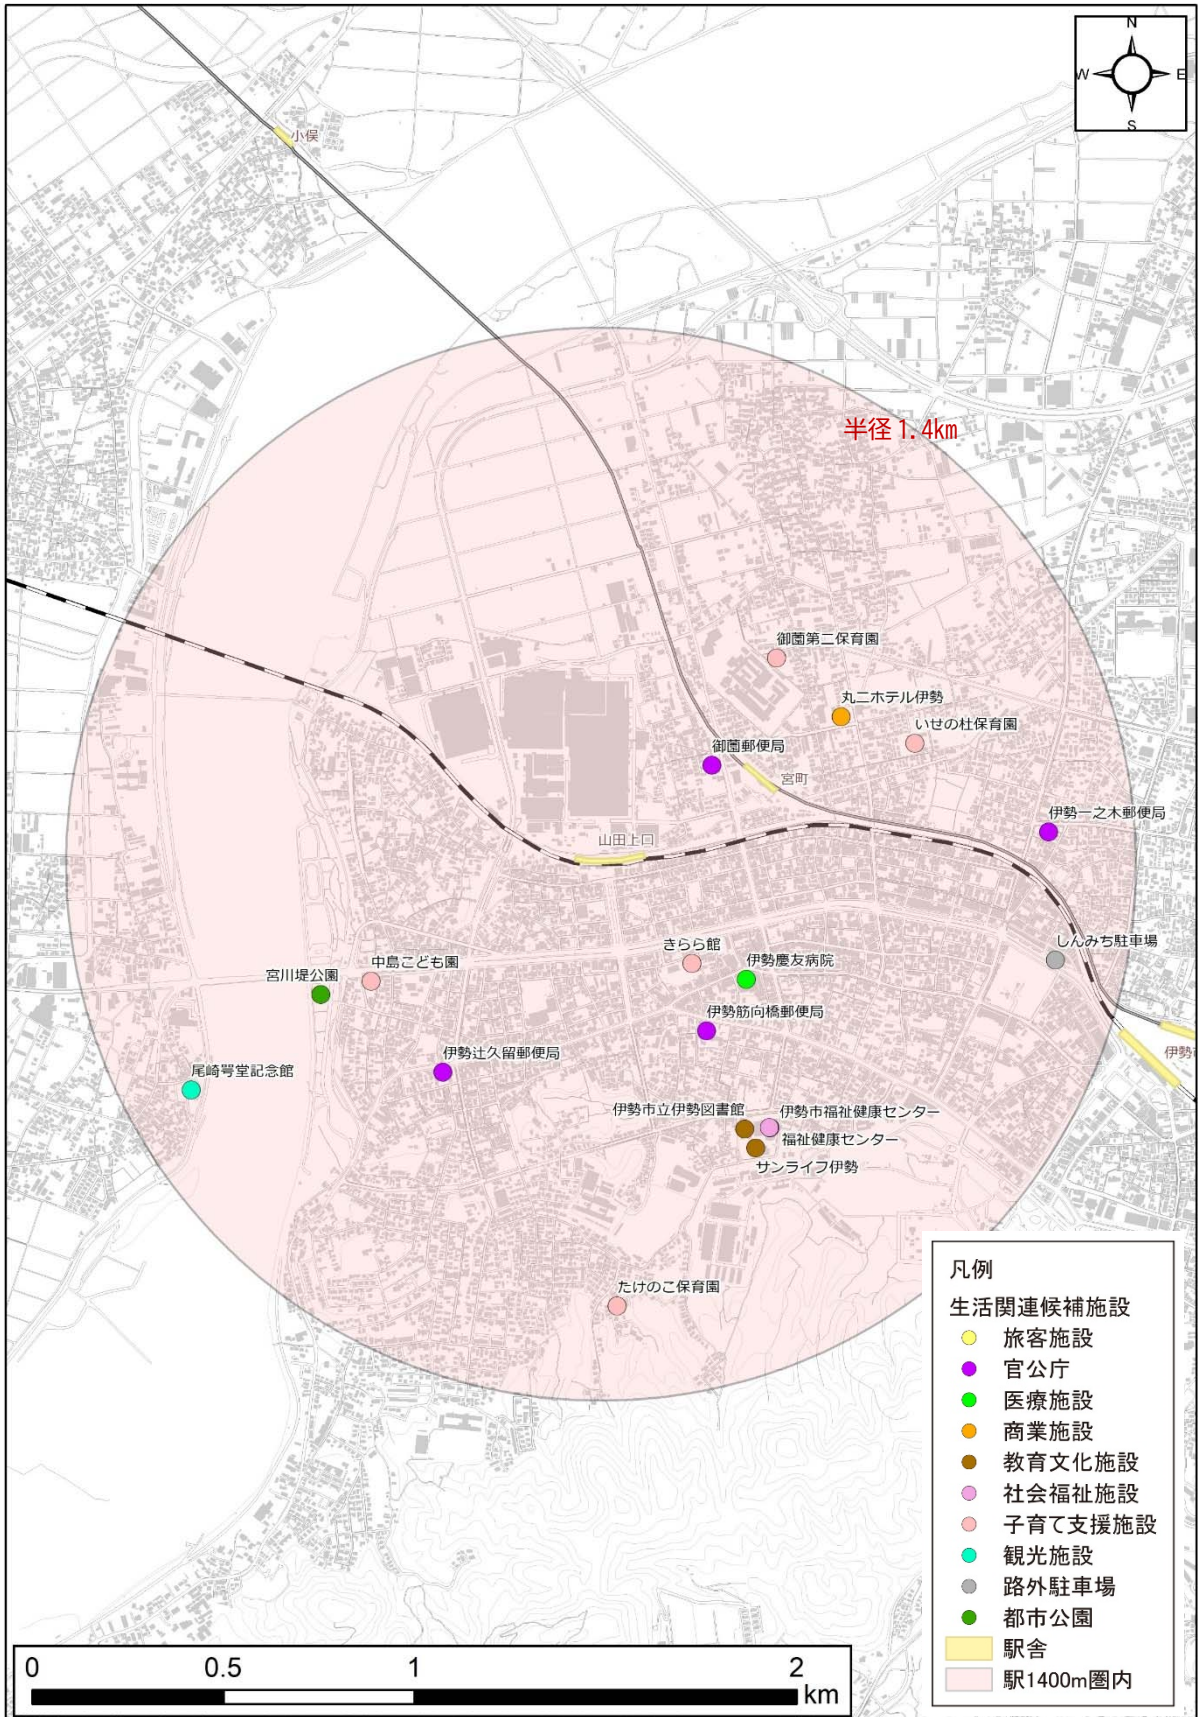 N
W
E
S
小俣
半径1.4km
御薗第二保育園
丸二ホテル伊勢
いせの杜保育園
御薗郵便局
宮町
伊勢一之木郵便局
山田上口
しんみち駐車場
きらら館
伊勢慶友病院
中島こども園
宮川堤公園
伊勢筋向橋郵便局
伊勢
伊勢辻久留郵便局
尾崎咢堂記念館
伊勢市立伊勢図書館
伊勢市福祉健康センター
福祉健康センター
サンライフ伊勢
たけのこ保育園
凡例
生活関連候補施設
旅客施設
官公庁
医療施設
商業施設
教育文化施設
社会福祉施設
子育て支援施設
観光施設
路外駐車場
都市公園
駅舎
駅1400m圏内
0 0.5 1 2
km